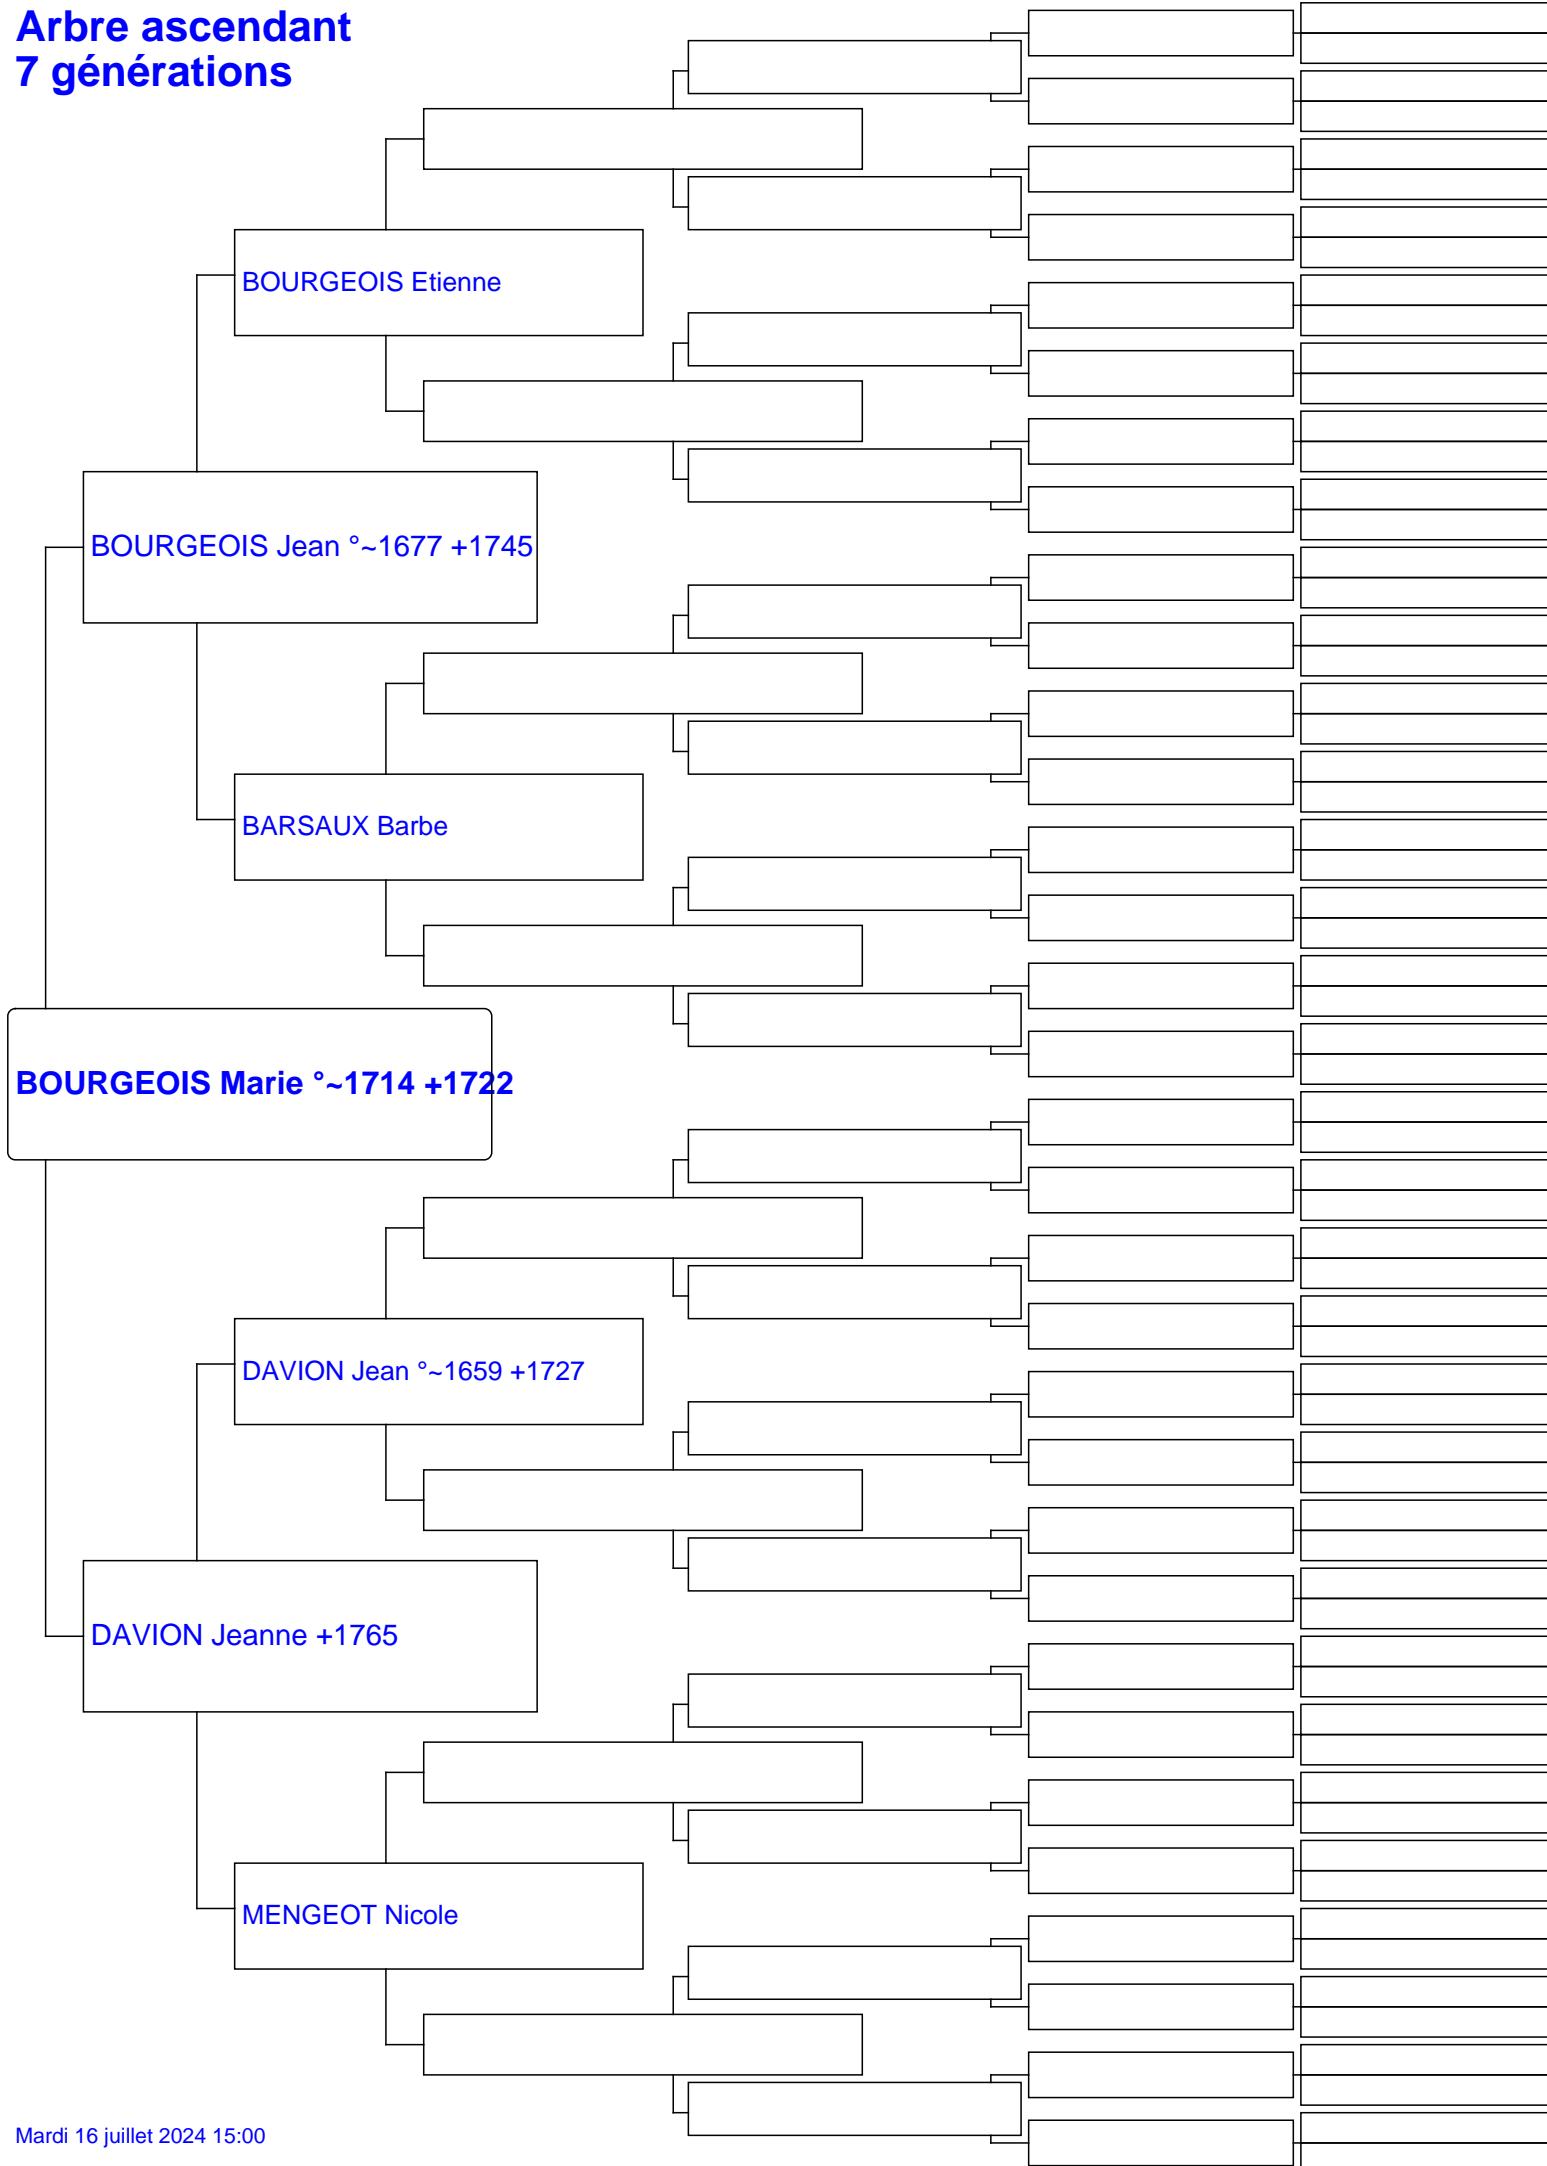 Arbre ascendant
7 générations
BOURGEOIS Etienne
BOURGEOIS Jean °~1677 +1745
BARSAUX Barbe
BOURGEOIS Marie °~1714 +1722
DAVION Jean °~1659 +1727
DAVION Jeanne +1765
MENGEOT Nicole
Mardi 16 juillet 2024 15:00